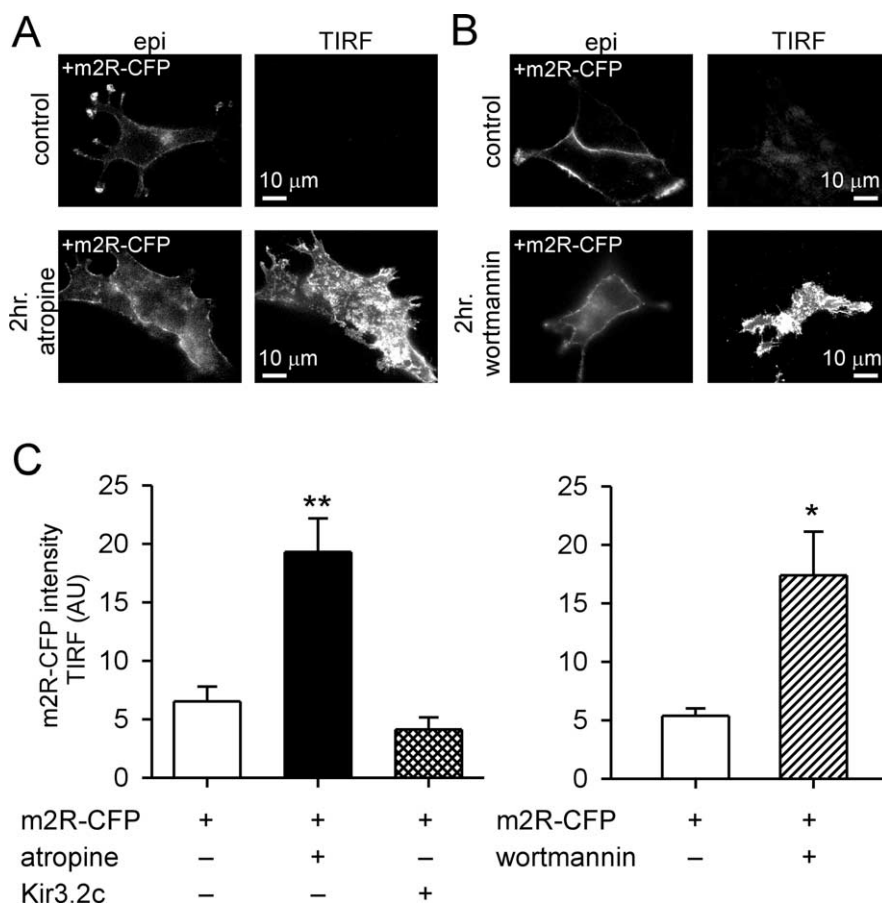 A
B
epi TIRF
epi TIRF
control
+m2R-CFP
10 μm
control
+m2R-CFP
10 μm
2hr.
atropine
+m2R-CFP
10 μm
2hr.
wortmannin
+m2R-CFP
10 μm
C
m2R-CFP intensity
TIRF (AU)
25
20
15
10
5
0
**
25
20
15
10
5
0
*
m2R-CFP + + +
atropine – + –
Kir3.2c – – +
m2R-CFP + +
wortmannin – +